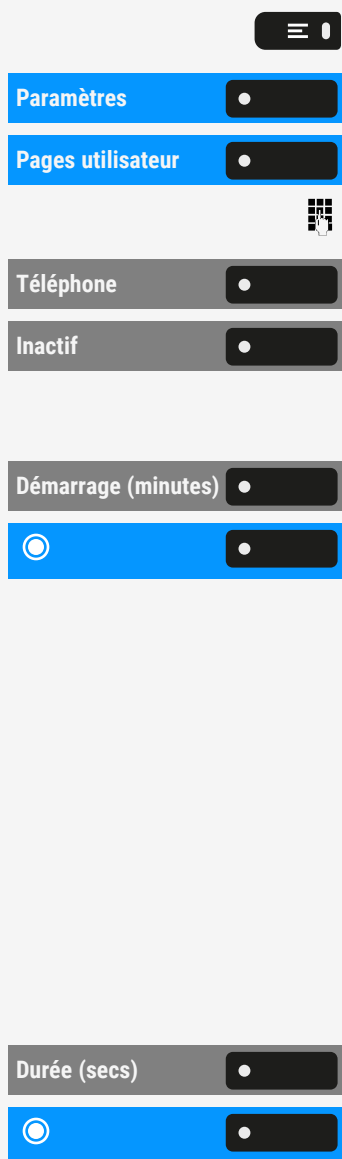 Paramètres
Pages utilisateur
Téléphone
Inactif
Démarrage (minutes)
Durée (secs)